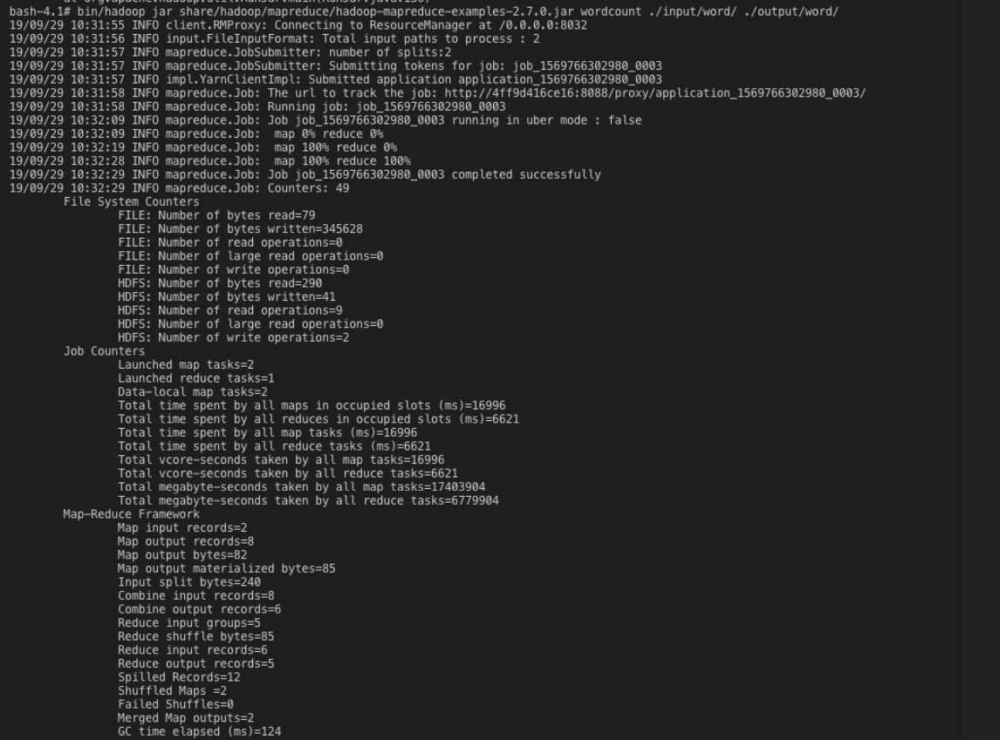 bash-4.1# bin/hadoop jar share/hadoop/mapreduce/hadoop-mapreduce-examples-2.7.0.jar wordcount ./input/word/ ./output/word/
19/09/29 10:31:55 INFO client.RMProxy: Connecting to ResourceManager at /0.0.0.0:8032
19/09/29 10:31:56 INFO input.FileInputFormat: Total input paths to process : 2
19/09/29 10:31:57 INFO mapreduce.JobSubmitter: number of splits:2
19/09/29 10:31:57 INFO mapreduce.JobSubmitter: Submitting tokens for job: job_1569766302980_0003
19/09/29 10:31:57 INFO impl.YarnClientImpl: Submitted application application_1569766302980_0003
19/09/29 10:31:58 INFO mapreduce.Job: The url to track the job: http://4ff9d416ce16:8088/proxy/application_1569766302980_0003/
19/09/29 10:31:58 INFO mapreduce.Job: Running job: job_1569766302980_0003
19/09/29 10:32:09 INFO mapreduce.Job: Job job_1569766302980_0003 running in uber mode : false
19/09/29 10:32:09 INFO mapreduce.Job:  map 0% reduce 0%
19/09/29 10:32:19 INFO mapreduce.Job:  map 100% reduce 0%
19/09/29 10:32:28 INFO mapreduce.Job:  map 100% reduce 100%
19/09/29 10:32:29 INFO mapreduce.Job: Job job_1569766302980_0003 completed successfully
19/09/29 10:32:29 INFO mapreduce.Job: Counters: 49
File System Counters
FILE: Number of bytes read=79
FILE: Number of bytes written=345628
FILE: Number of read operations=0
FILE: Number of large read operations=0
FILE: Number of write operations=0
HDFS: Number of bytes read=290
HDFS: Number of bytes written=41
HDFS: Number of read operations=9
HDFS: Number of large read operations=0
HDFS: Number of write operations=2
Job Counters
Launched map tasks=2
Launched reduce tasks=1
Data-local map tasks=2
Total time spent by all maps in occupied slots (ms)=16996
Total time spent by all reduces in occupied slots (ms)=6621
Total time spent by all map tasks (ms)=16996
Total time spent by all reduce tasks (ms)=6621
Total vcore-seconds taken by all map tasks=16996
Total vcore-seconds taken by all reduce tasks=6621
Total megabyte-seconds taken by all map tasks=17403904
Total megabyte-seconds taken by all reduce tasks=6779904
Map-Reduce Framework
Map input records=2
Map output records=8
Map output bytes=82
Map output materialized bytes=85
Input split bytes=240
Combine input records=8
Combine output records=6
Reduce input groups=5
Reduce shuffle bytes=85
Reduce input records=6
Reduce output records=5
Spilled Records=12
Shuffled Maps =2
Failed Shuffles=0
Merged Map outputs=2
GC time elapsed (ms)=124